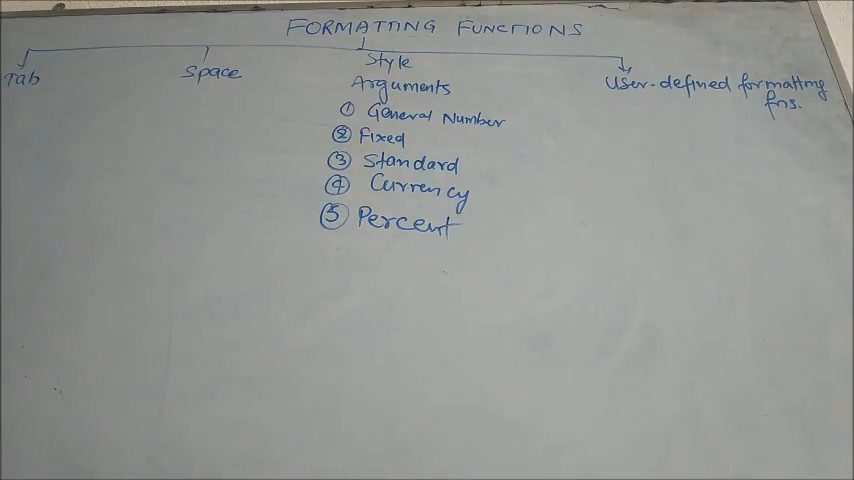 FORMATTING FUNCTIONS
Tab
Space
Style
Arguments
① General Number
② Fixed
③ Standard
④ Currency
⑤ Percent
User-defined formatting
fns.